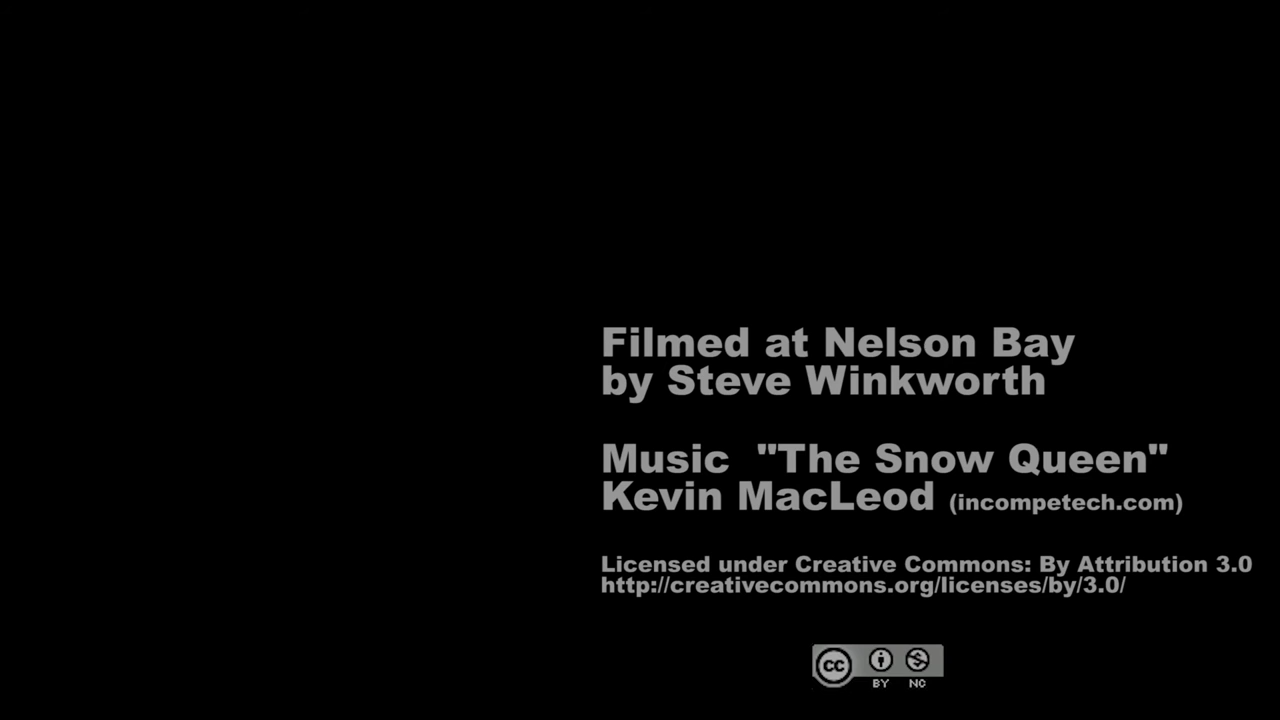 Filmed at Nelson Bay
by Steve Winkworth
Music "The Snow Queen"
Kevin MacLeod (incompetech.com)
Licensed under Creative Commons: By Attribution 3.0
http://creativecommons.org/licenses/by/3.0/
cc
BY NC